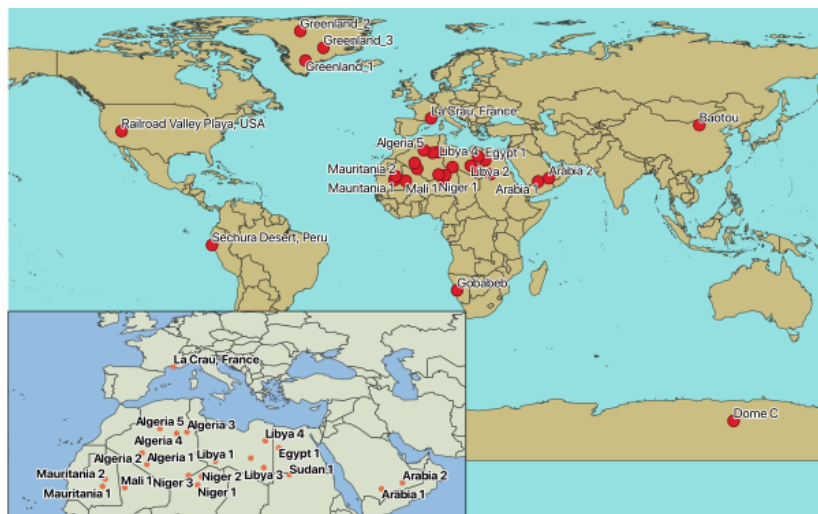 Greenland_2
Greenland_3
Greenland_1
La Crau, France
Baotou
Railroad Valley Playa, USA
Algeria 5
Libya 4
Egypt 1
Mauritania 2
Libya 2
Arabia 2
Mauritania 1
Mali 1
Niger 1
Arabia 1
Sechura Desert, Peru
Gobabeb
Dome C
La Crau, France
Algeria 5
Algeria 3
Algeria 4
Libya 4
Algeria 2
Algeria 1
Libya 1
Egypt 1
Mauritania 2
Mali 1
Niger 3
Niger 2
Libya 3
Sudan 1
Arabia 2
Mauritania 1
Niger 1
Arabia 1